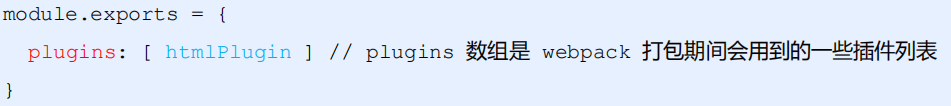 module.exports = {
  plugins: [ htmlPlugin ] // plugins 数组是 webpack 打包期间会用到的一些插件列表
}